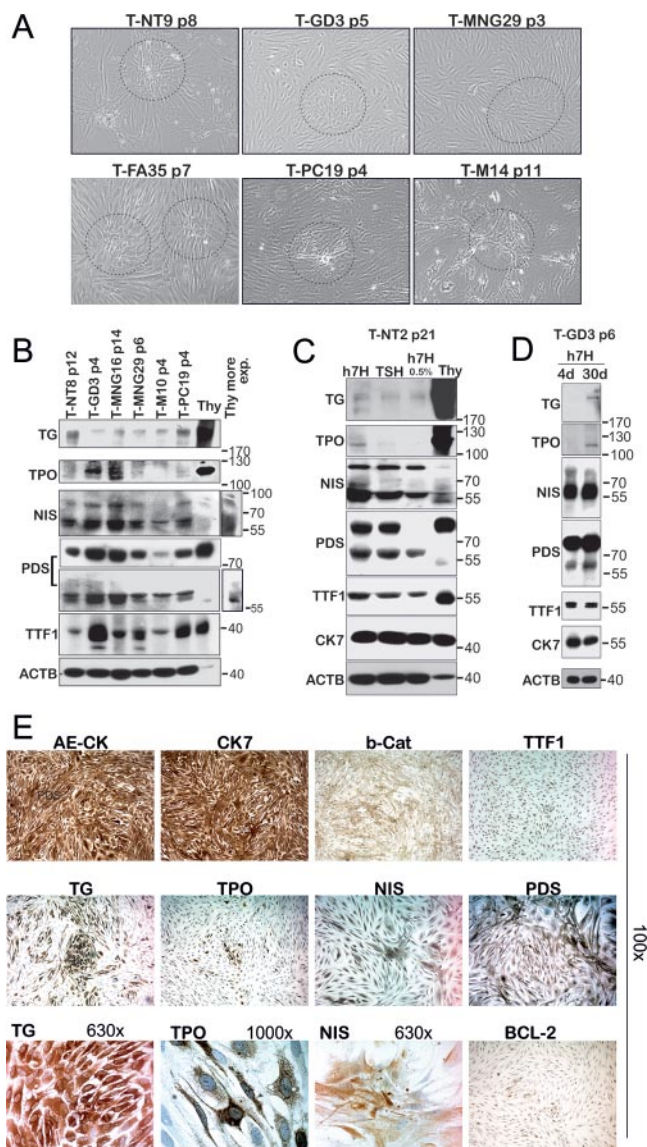 A
T-NT9 p8 T-GD3 p5 T-MNG29 p3
T-FA35 p7 T-PC19 p4 T-M14 p11
B
T-NT8 p12
T-GD3 p4
T-MNG16 p14
T-MNG29 p6
T-M10 p4
T-PC19 p4
Thy
Thy more
exp.
TG
170
TPO
130
100
NIS
100
70
55
PDS
70
55
TTF1
40
ACTB
40
C
T-NT2 p21
h7H TSH h7H 0.5% Thy
TG
170
TPO
130
100
NIS
70
55
PDS
70
55
TTF1
55
CK7
40
ACTB
40
D
T-GD3 p6
h7H
4d 30d
TG
170
TPO
130
100
NIS
70
55
PDS
70
55
TTF1
40
CK7
55
ACTB
40
E
AE-CK CK7 b-Cat TTF1
PDS
TG TPO NIS PDS
TG 630x TPO 1000x NIS 630x BCL-2
100x